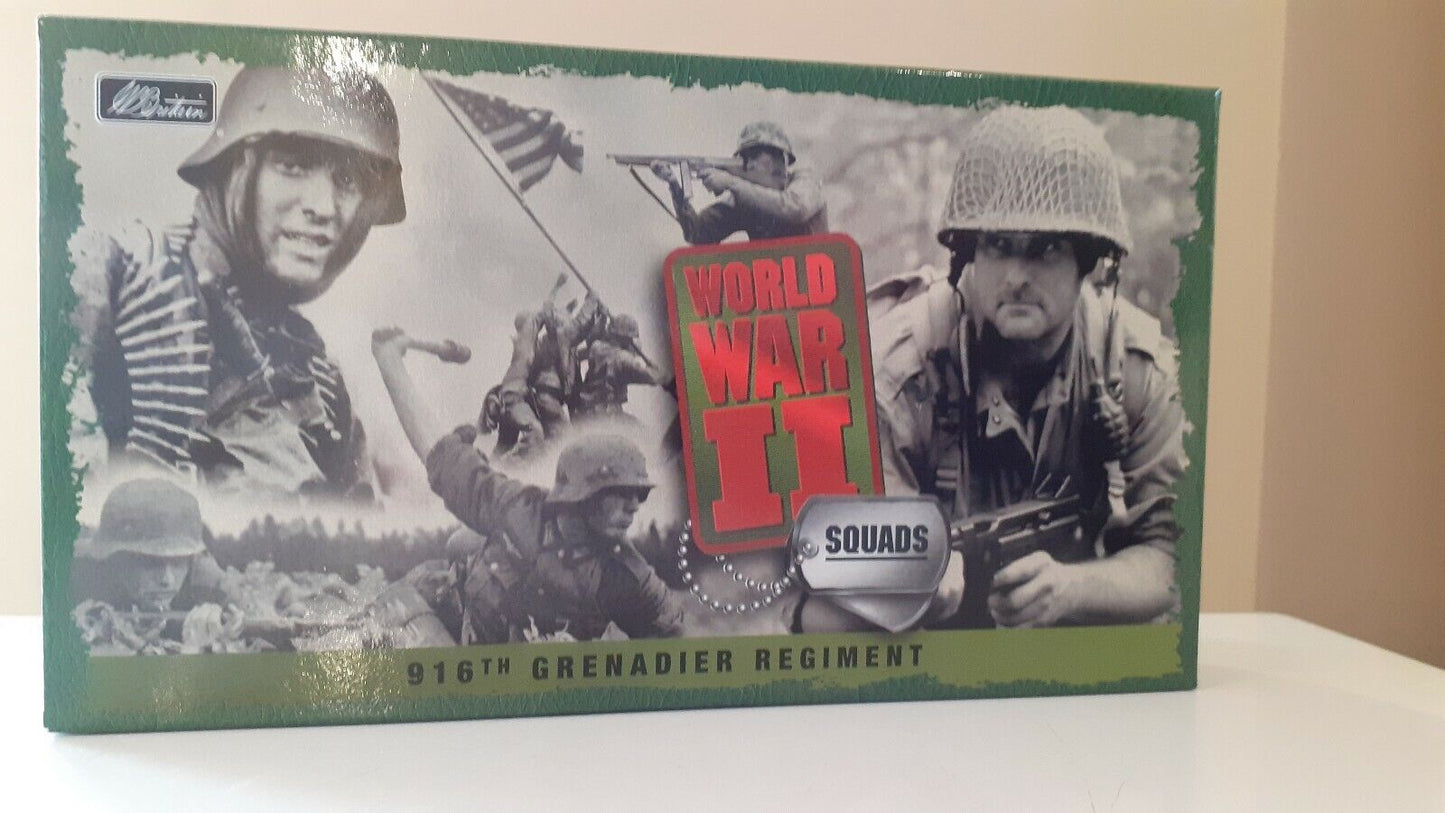 W Britain
WORLD
WAR
II
SQUADS
916TH GRENADIER REGIMENT